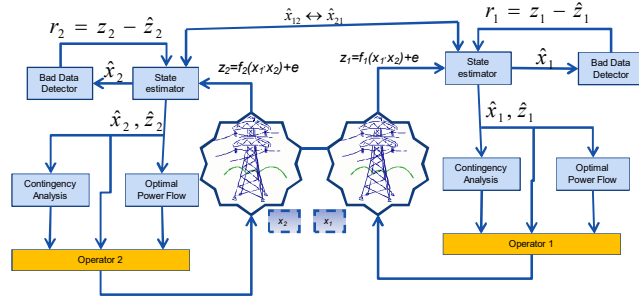 r₂ = z₂ − ẑ₂
x̂₁₂ ↔ x̂₂₁
r₁ = z₁ − ẑ₁
Bad Data
Detector
x̂₂
State
estimator
z₂=f₂(x₁,x₂)+e
z₁=f₁(x₁,x₂)+e
State
estimator
x̂₁
Bad Data
Detector
x̂₂, ẑ₂
x̂₁, ẑ₁
Contingency
Analysis
Optimal
Power Flow
Contingency
Analysis
Optimal
Power Flow
x₂
x₁
Operator 2
Operator 1